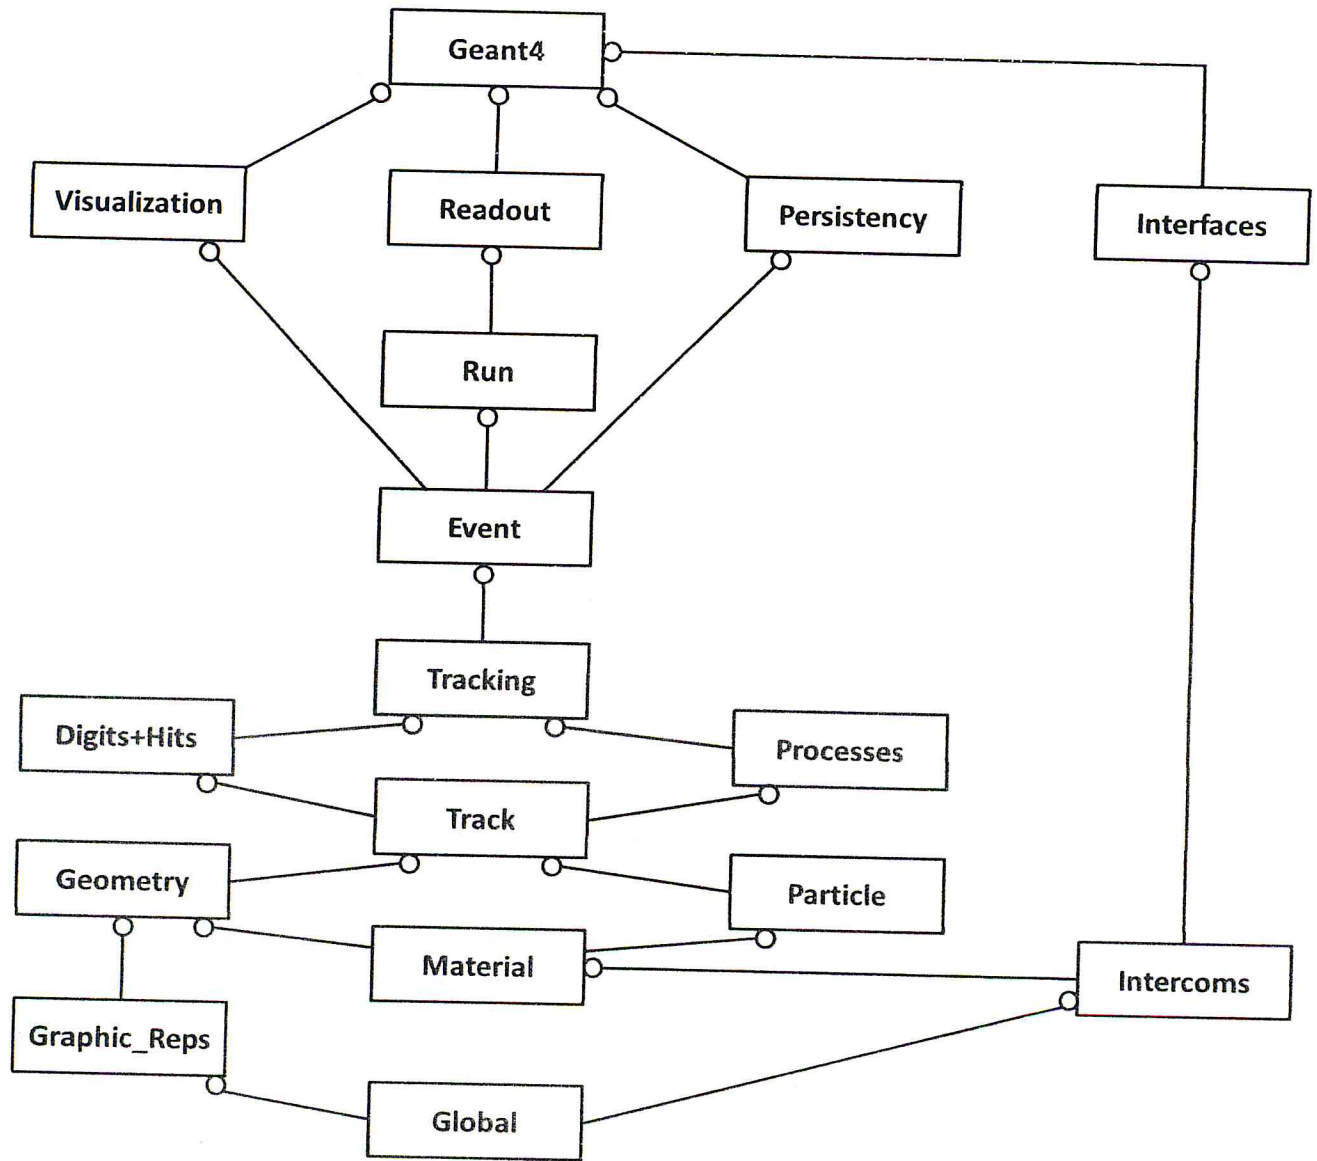 Geant4
Visualization
Readout
Persistency
Interfaces
Run
Event
Tracking
Digits+Hits
Processes
Track
Geometry
Particle
Material
Intercoms
Graphic_Reps
Global